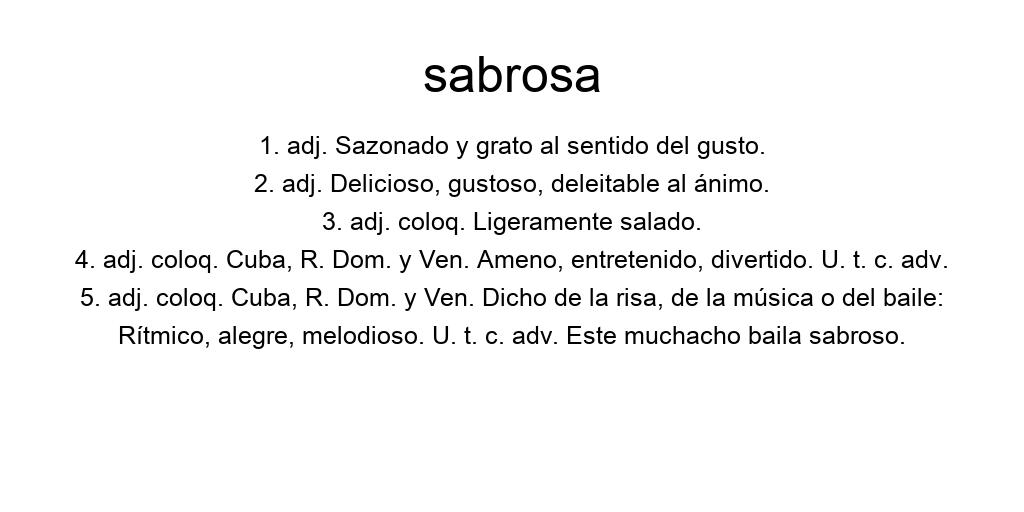 sabrosa
1. adj. Sazonado y grato al sentido del gusto.
2. adj. Delicioso, gustoso, deleitable al ánimo.
3. adj. coloq. Ligeramente salado.
4. adj. coloq. Cuba, R. Dom. y Ven. Ameno, entretenido, divertido. U. t. c. adv.
5. adj. coloq. Cuba, R. Dom. y Ven. Dicho de la risa, de la música o del baile:
Rítmico, alegre, melodioso. U. t. c. adv. Este muchacho baila sabroso.